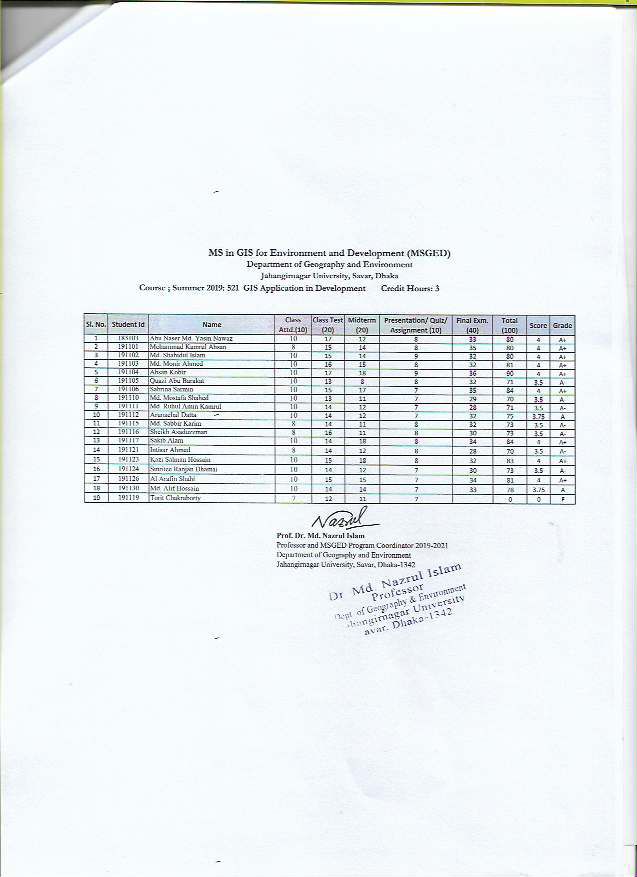 MS in GIS for Environment and Development (MSGED)
Department of Geography and Environment
Jahangirnagar University, Savar, Dhaka
Course ; Summer 2019: 521 GIS Application in Development Credit Hours: 3
Sl. No. Student Id Name Class Attd.(10) Class Test (20) Midterm (20) Presentation/ Quiz/ Assignment (10) Final Exm. (40) Total (100) Score Grade
1 183101 Abu Naser Md. Yasin Nawaz 10 17 12 8 33 80 4 A+
2 191101 Mohammad Kamrul Ahsan 8 15 14 8 35 80 4 A+
3 191102 Md. Shahidul Islam 10 15 14 9 32 80 4 A+
4 191103 Md. Monir Ahmed 10 16 15 8 32 81 4 A+
5 191104 Ahsan Kabir 10 17 18 9 36 90 4 A+
6 191105 Quazi Abu Barakat 10 13 8 8 32 71 3.5 A-
7 191106 Sabrina Sarmin 10 15 17 7 35 84 4 A+
8 191110 Md. Mostafa Shahed 10 13 11 7 29 70 3.5 A-
9 191111 Md. Ruhul Amin Kamrul 10 14 12 7 28 71 3.5 A-
10 191112 Arunachal Datta 10 14 12 7 32 75 3.75 A
11 191115 Md. Sabbir Karim 8 14 11 8 32 73 3.5 A-
12 191116 Sheikh Asaduzzman 8 16 11 8 30 73 3.5 A-
13 191117 Sakib Alam 10 14 18 8 34 84 4 A+
14 191121 Intisar Ahmed 8 14 12 8 28 70 3.5 A-
15 191123 Kazi Salman Hossain 10 15 18 8 32 83 4 A+
16 191124 Ranjan Dhamai 10 14 12 7 30 73 3.5 A
17 191126 Al Arafin Shahi 10 15 15 7 34 81 4 A+
18 191130 Md. Alif Hossain 10 14 14 7 33 78 3.75 A
19 191119 Torit Chakraborty 7 12 11 7 0 0 F
Nazrul
Prof. Dr. Md. Nazrul Islam
Professor and MSGED Program Coordinator 2019-2021
Department of Geography and Environment
Jahangirnagar University, Savar, Dhaka-1342
Dr Md. Nazrul Islam
Professor
Dept. of Geography & Environment
ahangirnagar University
avar. Dhaka-1342